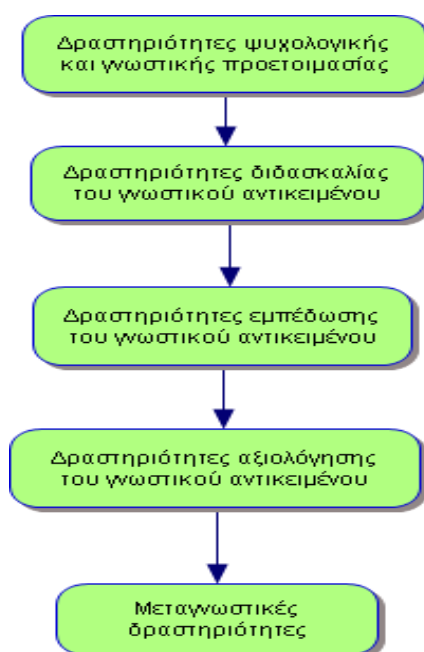 Δραστηριότητες ψυχολογικής
και γνωστικής προετοιμασίας
Δραστηριότητες διδασκαλίας
του γνωστικού αντικειμένου
Δραστηριότητες εμπέδωσης
του γνωστικού αντικειμένου
Δραστηριότητες αξιολόγησης
του γνωστικού αντικειμένου
Μεταγνωστικές
δραστηριότητες